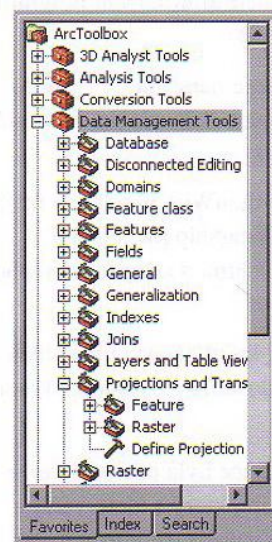 ArcToolbox
3D Analyst Tools
Analysis Tools
Conversion Tools
Data Management Tools
Database
Disconnected Editing
Domains
Feature class
Features
Fields
General
Generalization
Indexes
Joins
Layers and Table View
Projections and Trans
Feature
Raster
Define Projection
Raster
Favorites Index Search